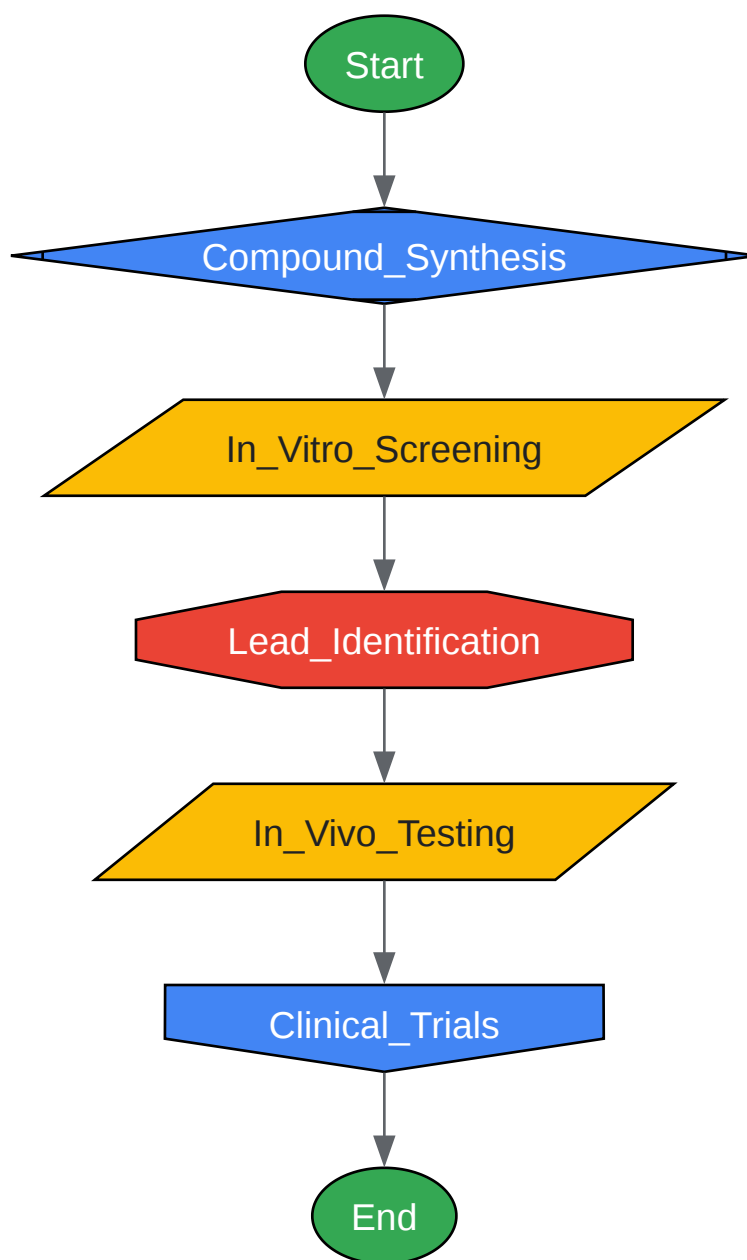 Start
Compound_Synthesis
In_Vitro_Screening
Lead_Identification
In_Vivo_Testing
Clinical_Trials
End